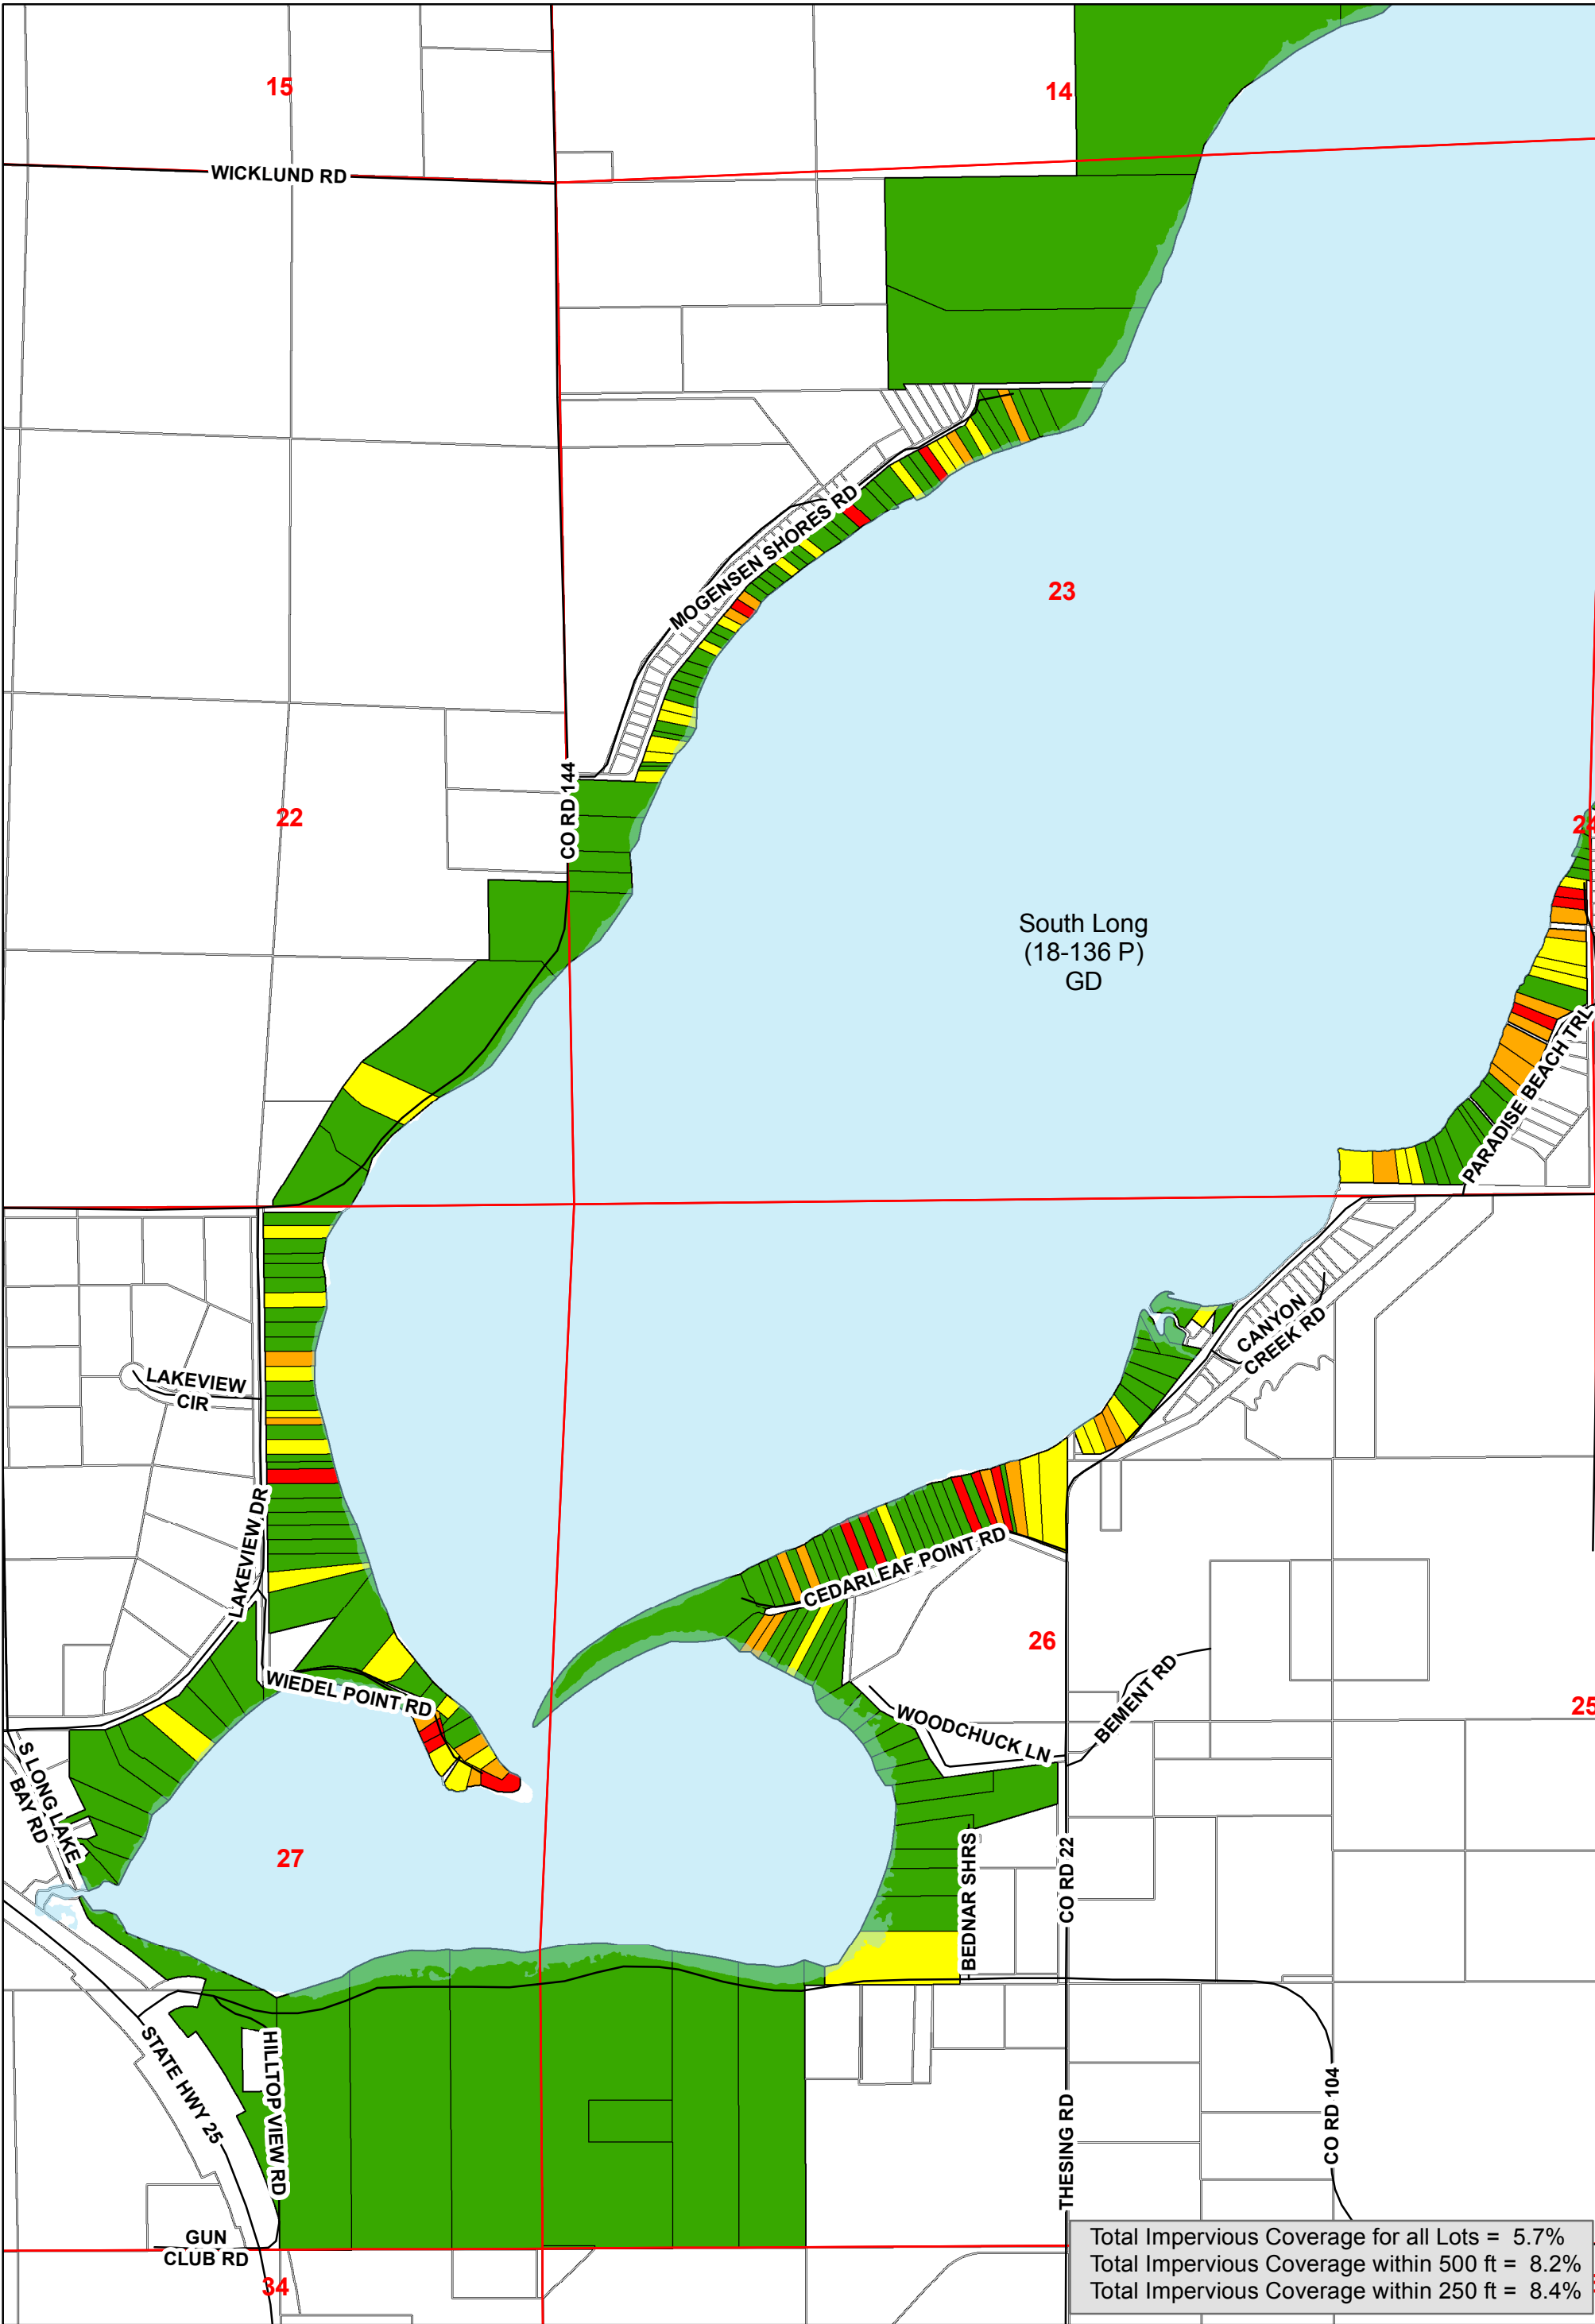 15
14
WICKLUND RD
MOGENSEN SHORES RD
23
CO RD 144
22
South Long
(18-136 P)
GD
PARADISE BEACH TRL
CANYON
CREEK RD
LAKEVIEW
CIR
LAKEVIEW DR
CEDARLEAF POINT RD
26
WIEDEL POINT RD
WOODCHUCK LN
BEMENT RD
25
S LONG LAKE
BAY RD
27
BEDNAR SHRS
CO RD 22
STATE HWY 25
HILLTOP VIEW RD
THESING RD
CO RD 104
GUN
CLUB RD
34
Total Impervious Coverage for all Lots = 5.7%
Total Impervious Coverage within 500 ft = 8.2%
Total Impervious Coverage within 250 ft = 8.4%